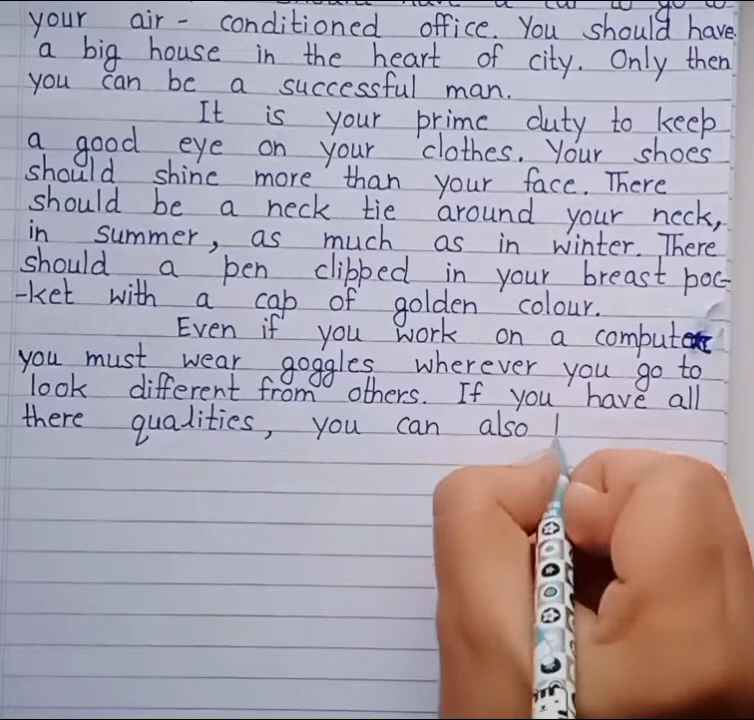 your air- conditioned office. You should have
a big house in the heart of city. Only then
you can be a successful man.
It is your prime duty to keep
a good eye on your clothes. Your shoes
should shine more than your face. There
should be a neck tie around your neck,
in summer, as much as in winter. There
should a pen clipped in your breast poc-
-ket with a cap of golden colour.
Even if you work on a computer
you must wear goggles wherever you go to
look different from others. If you have all
there qualities, you can also